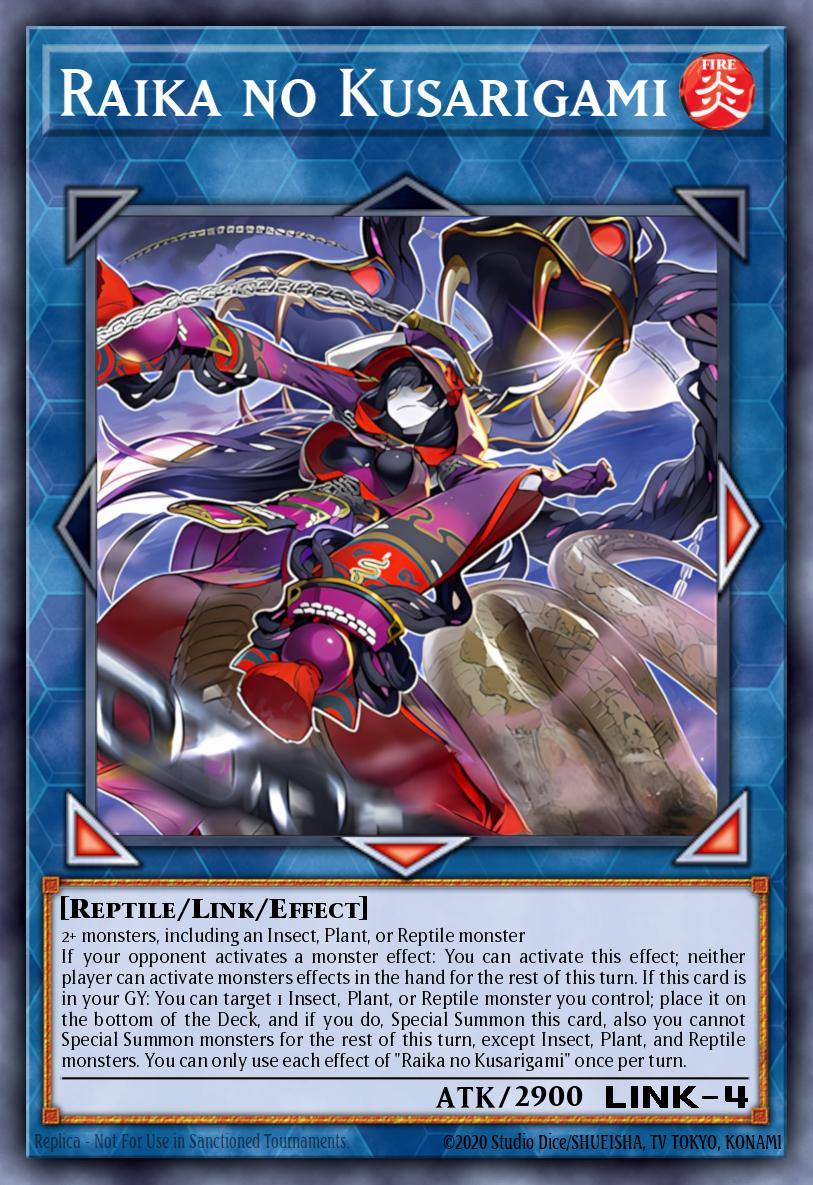 Raika no Kusarigami
FIRE
炎
[Reptile/Link/Effect]
2+ monsters, including an Insect, Plant, or Reptile monster
If your opponent activates a monster effect: You can activate this effect; neither
player can activate monsters effects in the hand for the rest of this turn. If this card is
in your GY: You can target 1 Insect, Plant, or Reptile monster you control; place it on
the bottom of the Deck, and if you do, Special Summon this card, also you cannot
Special Summon monsters for the rest of this turn, except Insect, Plant, and Reptile
monsters. You can only use each effect of "Raika no Kusarigami" once per turn.
ATK/2900 LINK-4
Replica - Not For Use in Sanctioned Tournaments.
©2020 Studio Dice/SHUEISHA, TV TOKYO, KONAMI